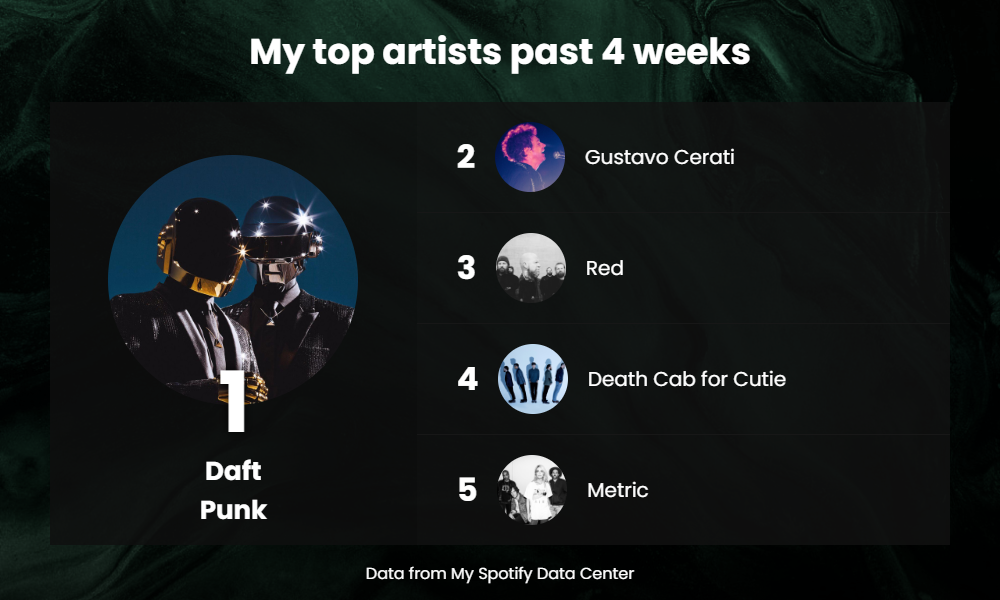 My top artists past 4 weeks
1
Daft
Punk
2 Gustavo Cerati
3 Red
4 Death Cab for Cutie
5 Metric
Data from My Spotify Data Center